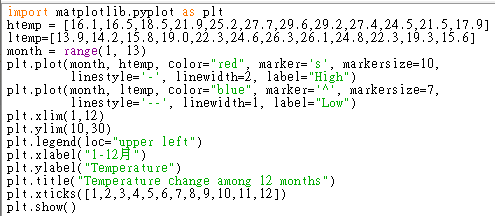 import matplotlib.pyplot as plt
htemp = [16.1,16.5,18.5,21.9,25.2,27.7,29.6,29.2,27.4,24.5,21.5,17.9]
ltemp=[13.9,14.2,15.8,19.0,22.3,24.6,26.3,26.1,24.8,22.3,19.3,15.6]
month = range(1, 13)
plt.plot(month, htemp, color="red", marker='s', markersize=10,
linestyle='-', linewidth=2, label="High")
plt.plot(month, ltemp, color="blue", marker='^', markersize=7,
linestyle='--', linewidth=1, label="Low")
plt.xlim(1,12)
plt.ylim(10,30)
plt.legend(loc="upper left")
plt.xlabel("1-12月")
plt.ylabel("Temperature")
plt.title("Temperature change among 12 months")
plt.xticks([1,2,3,4,5,6,7,8,9,10,11,12])
plt.show()